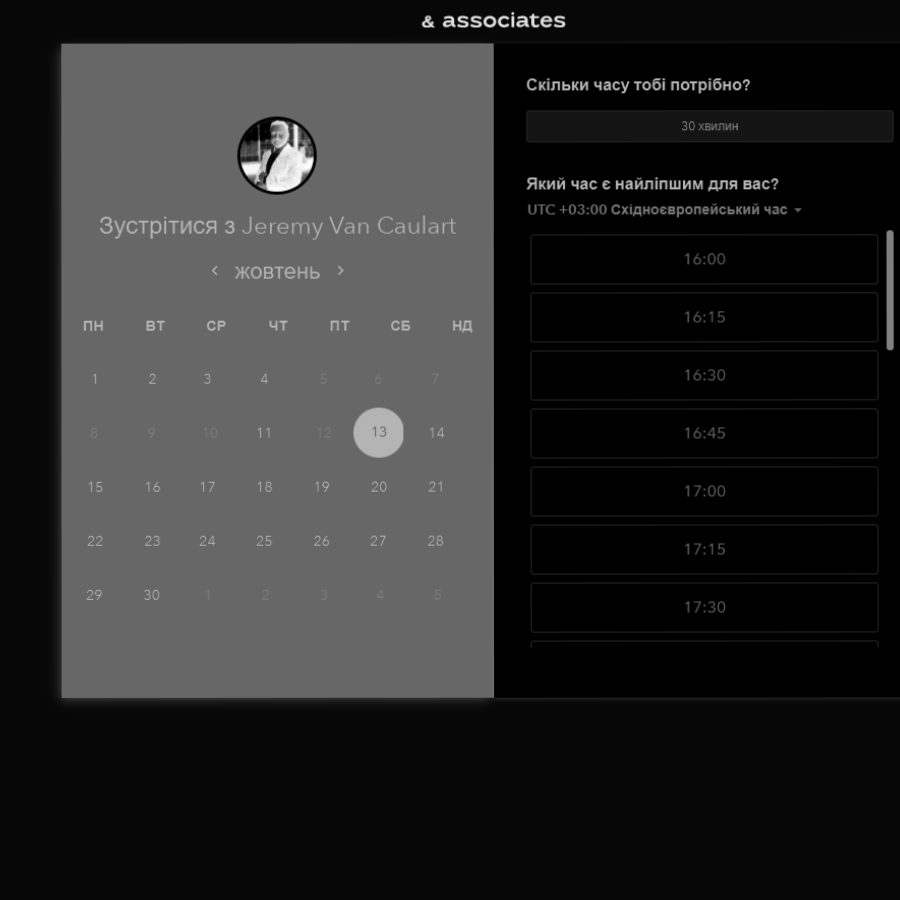 & associates
Зустрітися з Jeremy Van Caulart
жовтень
ПН ВТ СР ЧТ ПТ СБ НД
1 2 3 4 5 6 7
8 9 10 11 12 13 14
15 16 17 18 19 20 21
22 23 24 25 26 27 28
29 30 1 2 3 4 5
Скільки часу тобі потрібно?
30 хвилин
Який час є найліпшим для вас?
UTC +03:00 Східноєвропейський час
16:00
16:15
16:30
16:45
17:00
17:15
17:30